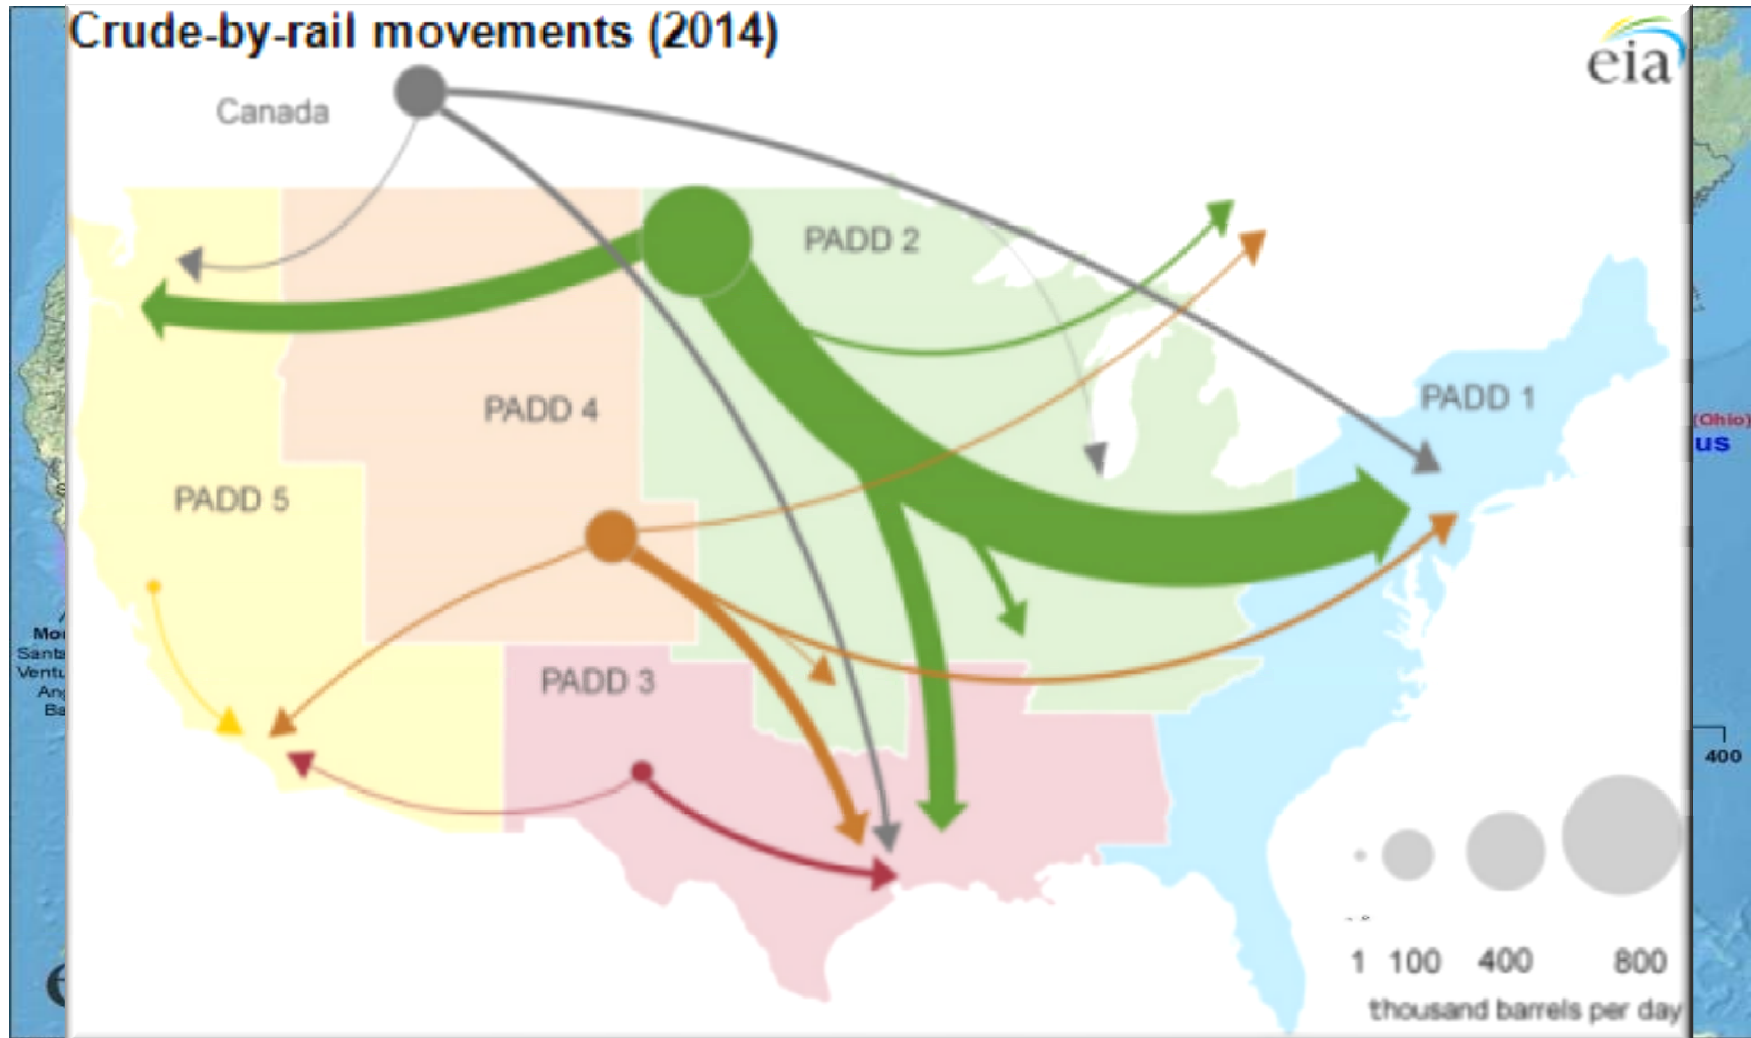 Crude-by-rail movements (2014)
eia
Canada
PADD 2
PADD 4
PADD 1
(Ohio)
us
PADD 5
PADD 3
400
1 100 400 800
thousand barrels per day